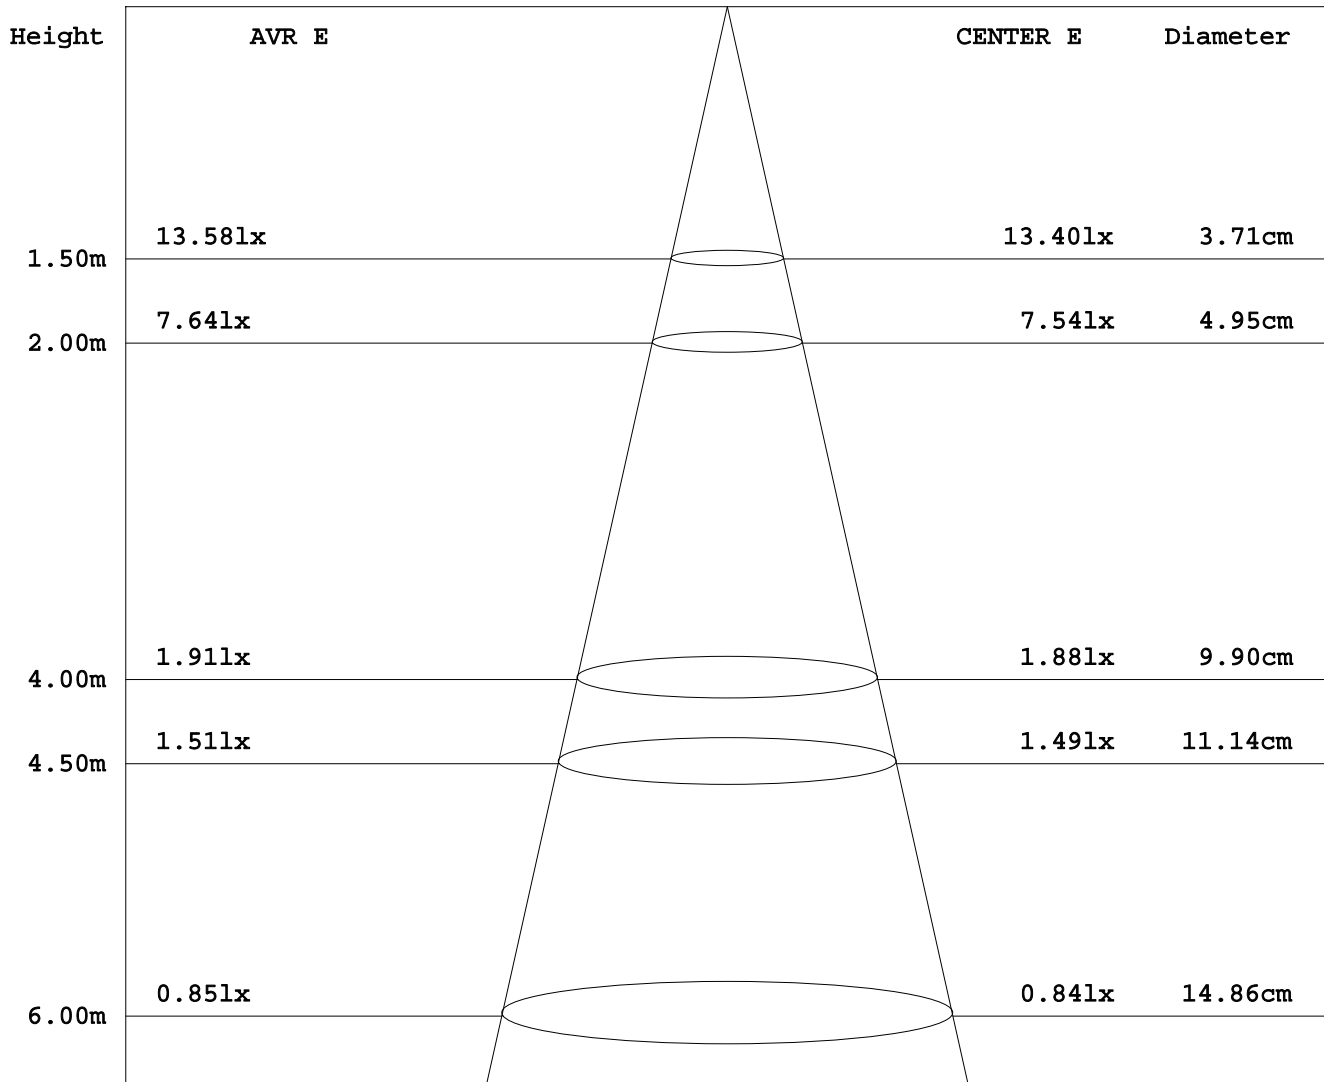 Height AVR E CENTER E Diameter
13.58lx 13.40lx 3.71cm
1.50m
7.64lx 7.54lx 4.95cm
2.00m
1.91lx 1.88lx 9.90cm
4.00m
1.51lx 1.49lx 11.14cm
4.50m
0.85lx 0.84lx 14.86cm
6.00m